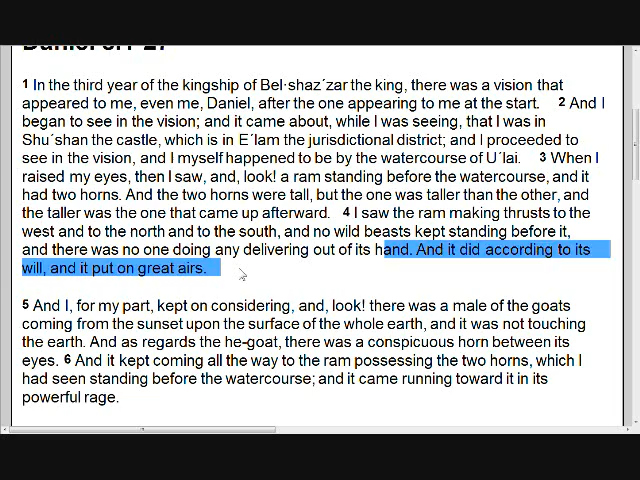 1 In the third year of the kingship of Bel·shaz´zar the king, there was a vision that
appeared to me, even me, Daniel, after the one appearing to me at the start. 2 And I
began to see in the vision; and it came about, while I was seeing, that I was in
Shu´shan the castle, which is in E´lam the jurisdictional district; and I proceeded to
see in the vision, and I myself happened to be by the watercourse of U´lai. 3 When I
raised my eyes, then I saw, and, look! a ram standing before the watercourse, and it
had two horns. And the two horns were tall, but the one was taller than the other, and
the taller was the one that came up afterward. 4 I saw the ram making thrusts to the
west and to the north and to the south, and no wild beasts kept standing before it,
and there was no one doing any delivering out of its hand. And it did according to its
will, and it put on great airs.
5 And I, for my part, kept on considering, and, look! there was a male of the goats
coming from the sunset upon the surface of the whole earth, and it was not touching
the earth. And as regards the he-goat, there was a conspicuous horn between its
eyes. 6 And it kept coming all the way to the ram possessing the two horns, which I
had seen standing before the watercourse; and it came running toward it in its
powerful rage.